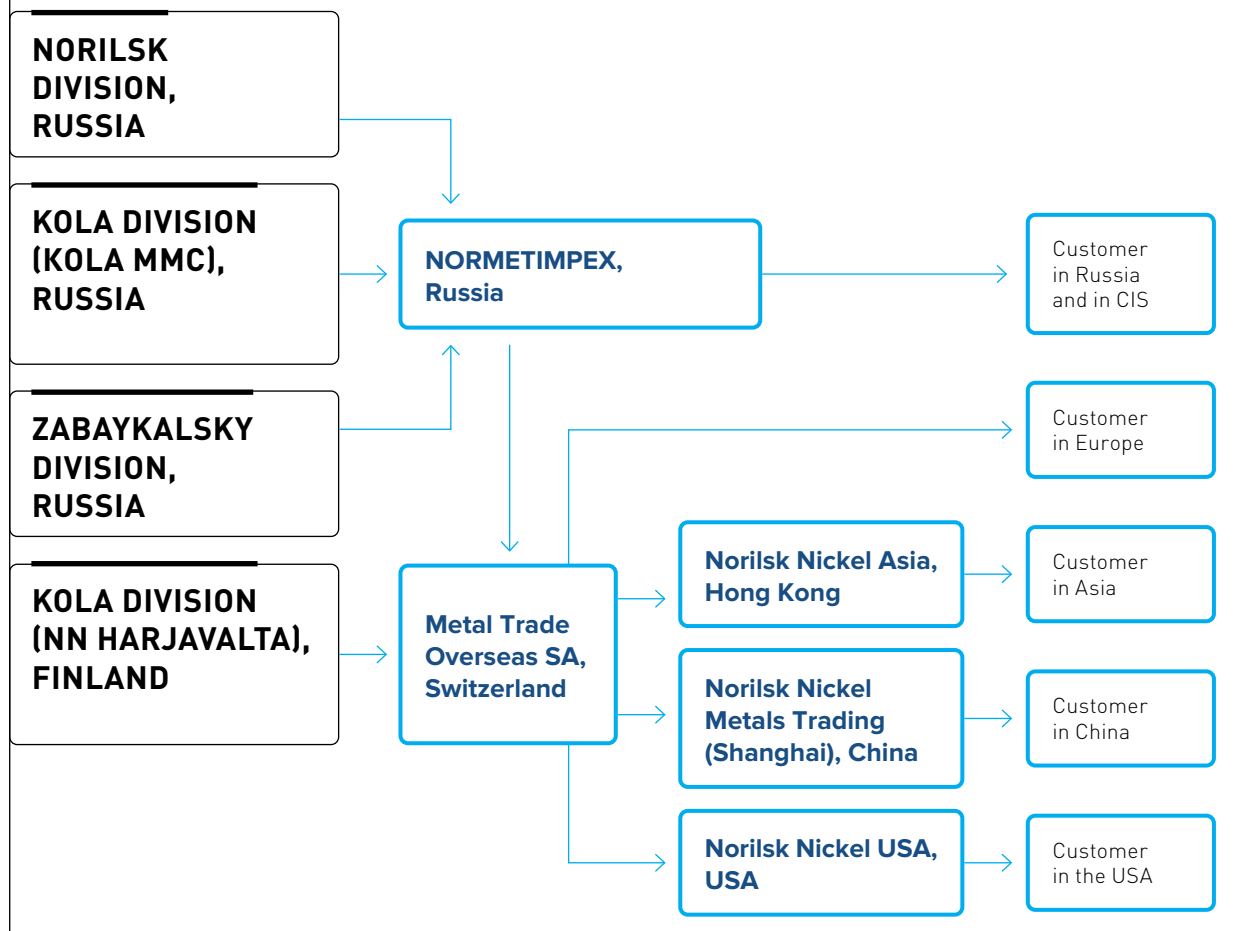 NORILSK
DIVISION,
RUSSIA
KOLA DIVISION
(KOLA MMC),
RUSSIA
ZABAYKALSKY
DIVISION,
RUSSIA
KOLA DIVISION
(NN HARJAVALTA),
FINLAND
NORMETIMPEX,
Russia
Metal Trade
Overseas SA,
Switzerland
Norilsk Nickel Asia,
Hong Kong
Norilsk Nickel
Metals Trading
(Shanghai), China
Norilsk Nickel USA,
USA
Customer
in Russia
and in CIS
Customer
in Europe
Customer
in Asia
Customer
in China
Customer
in the USA